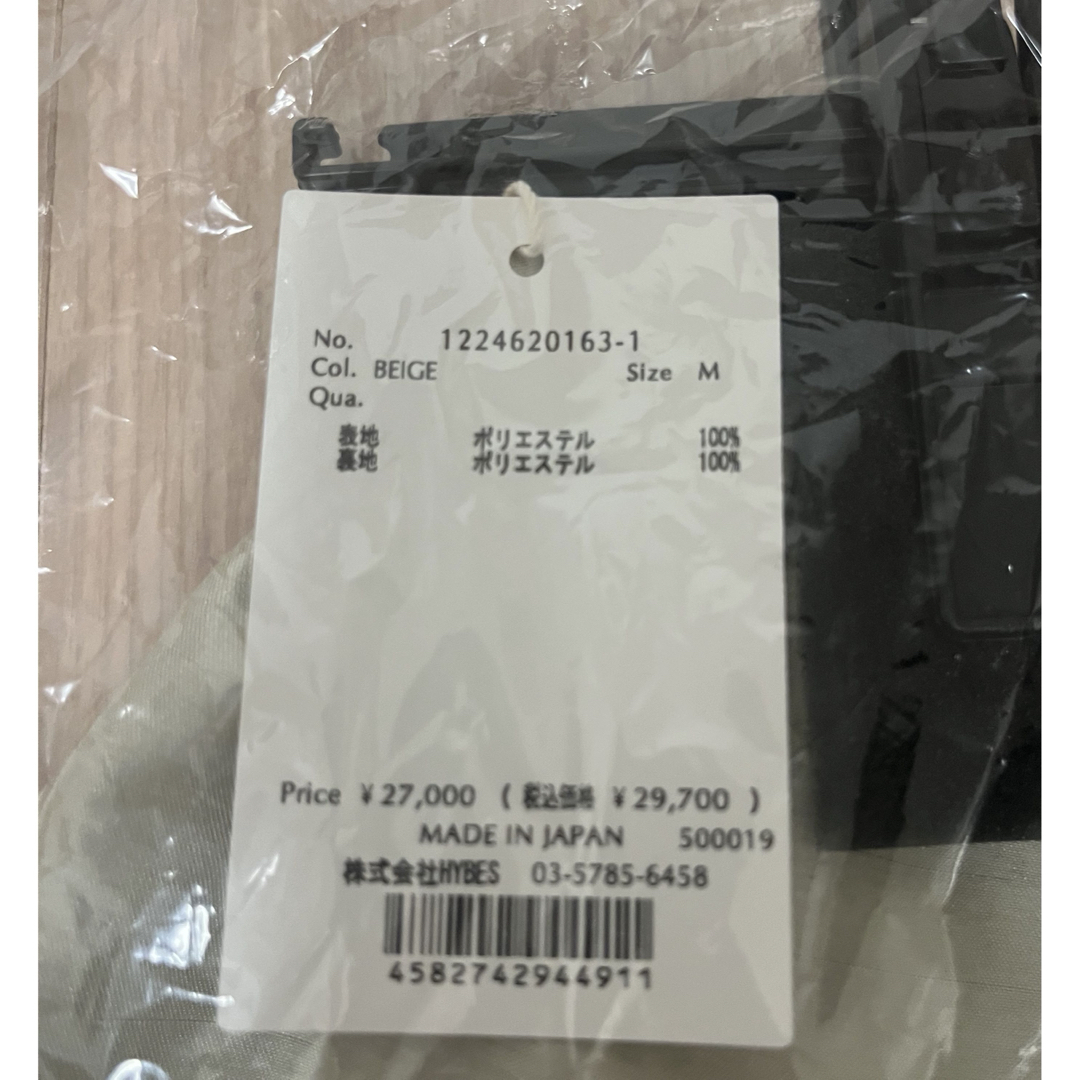 No. 1224620163-1
Col. BEIGE Size M
Qua.
表地 ポリエステル 100%
裏地 ポリエステル 100%
Price ¥27,000 ( 税込価格 ¥29,700 )
MADE IN JAPAN 500019
株式会社HYBES 03-5785-6458
4582742944911